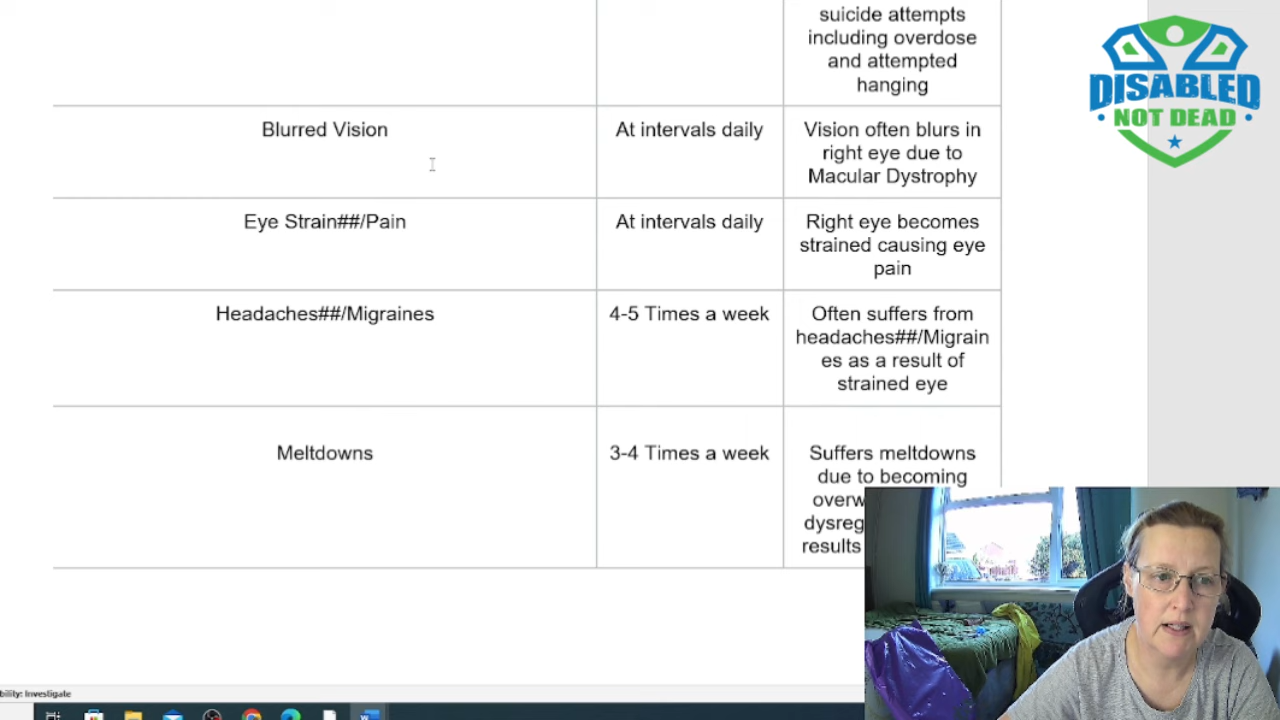 suicide attempts
including overdose
and attempted
hanging
Blurred Vision
At intervals daily
Vision often blurs in
right eye due to
Macular Dystrophy
Eye Strain##/Pain
At intervals daily
Right eye becomes
strained causing eye
pain
Headaches##/Migraines
4-5 Times a week
Often suffers from
headaches##/Migrain
es as a result of
strained eye
Meltdowns
3-4 Times a week
Suffers meltdowns
due to becoming
results
DISABLED
NOT DEAD
bility: Investigate